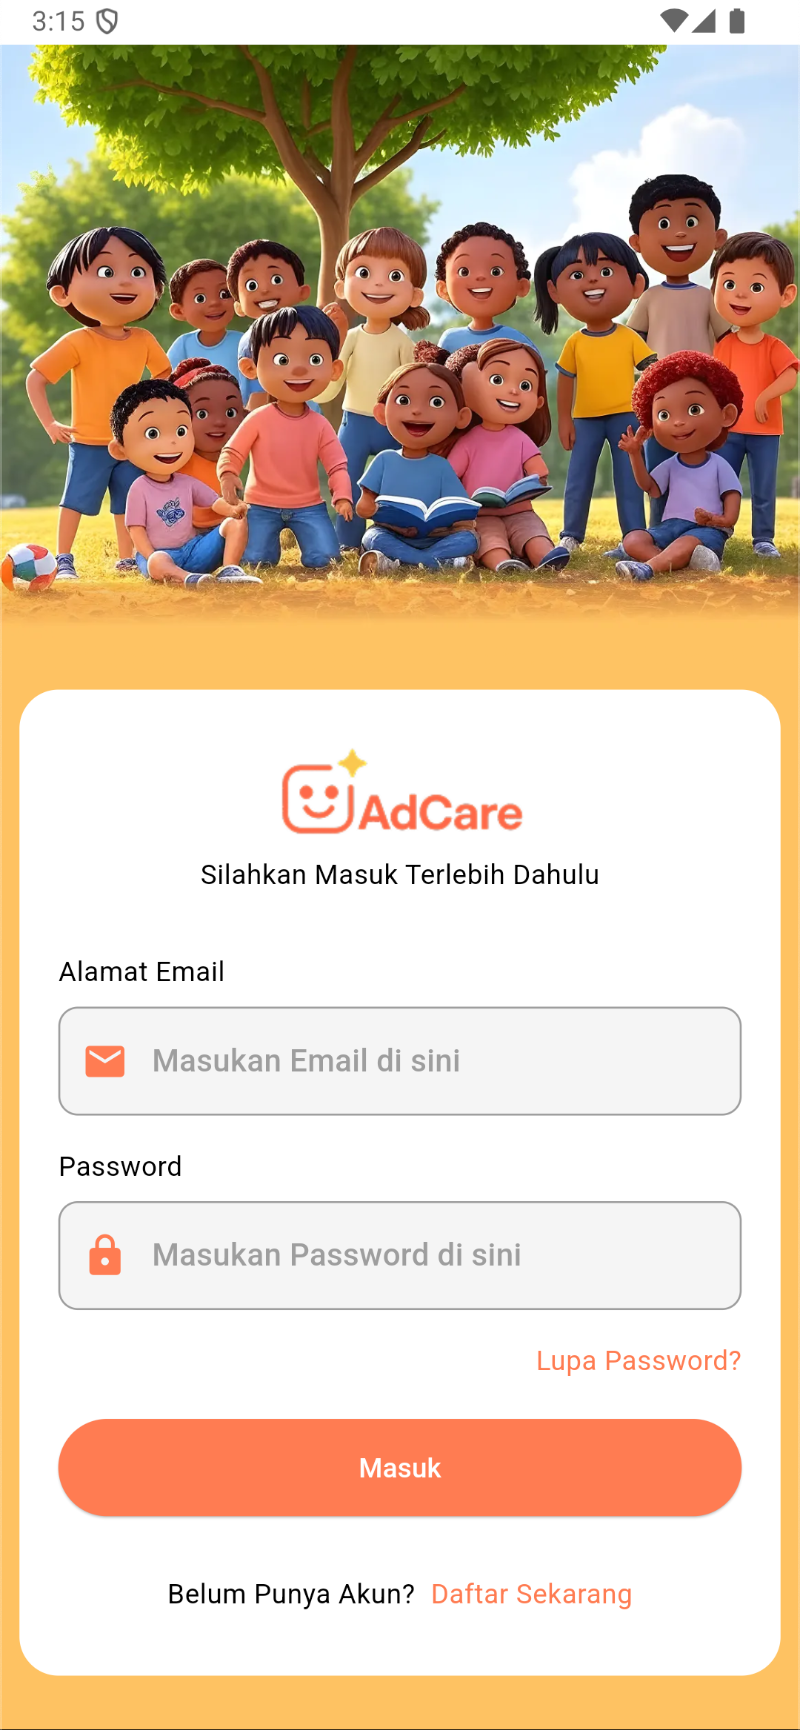 3:15
AdCare
Silahkan Masuk Terlebih Dahulu
Alamat Email
Masukan Email di sini
Password
Masukan Password di sini
Lupa Password?
Masuk
Belum Punya Akun? Daftar Sekarang